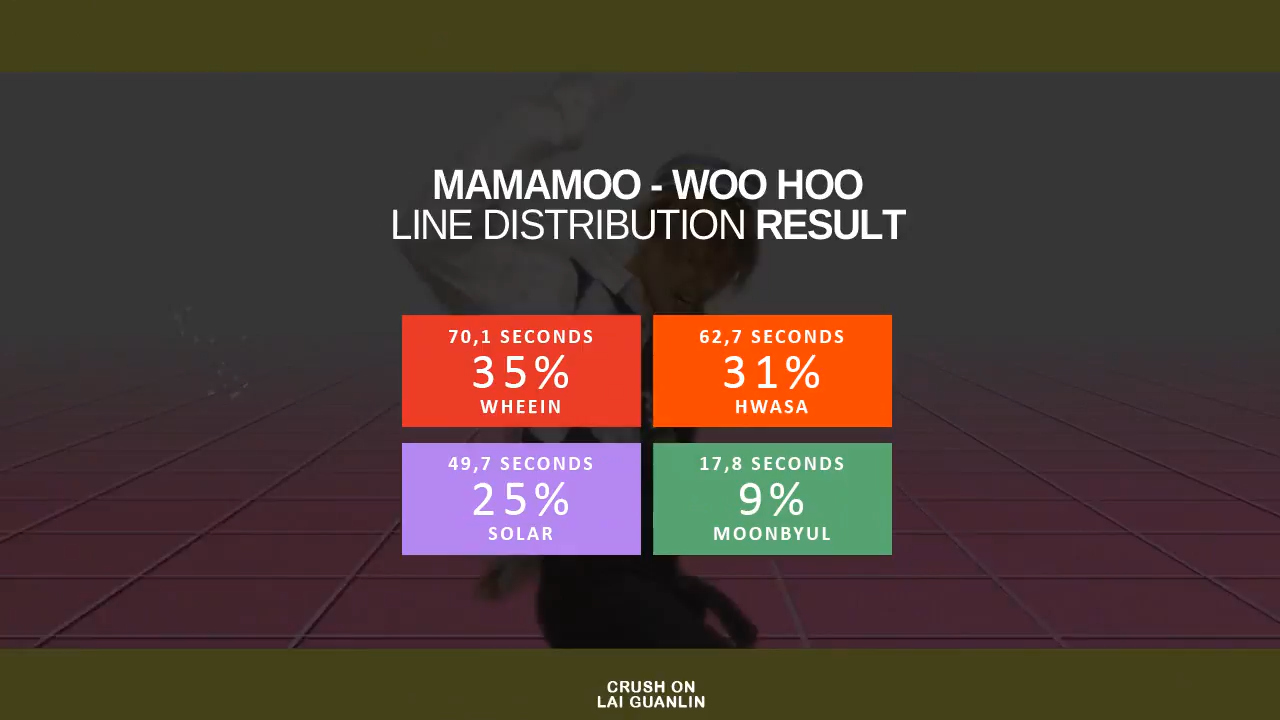 MAMAMOO - WOO HOO
LINE DISTRIBUTION RESULT
70,1 SECONDS
35%
WHEEIN
62,7 SECONDS
31%
HWASA
49,7 SECONDS
25%
SOLAR
17,8 SECONDS
9%
MOONBYUL
CRUSH ON
LAI GUANLIN